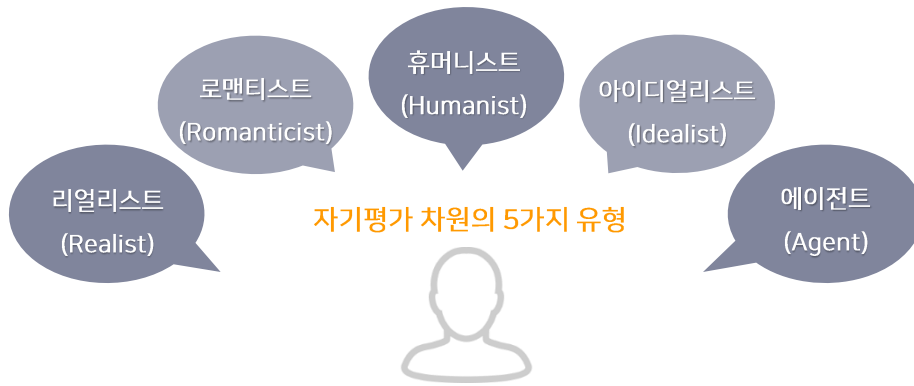 리얼리스트
(Realist)
로맨티스트
(Romanticist)
휴머니스트
(Humanist)
아이디얼리스트
(Idealist)
에이전트
(Agent)
자기평가 차원의 5가지 유형